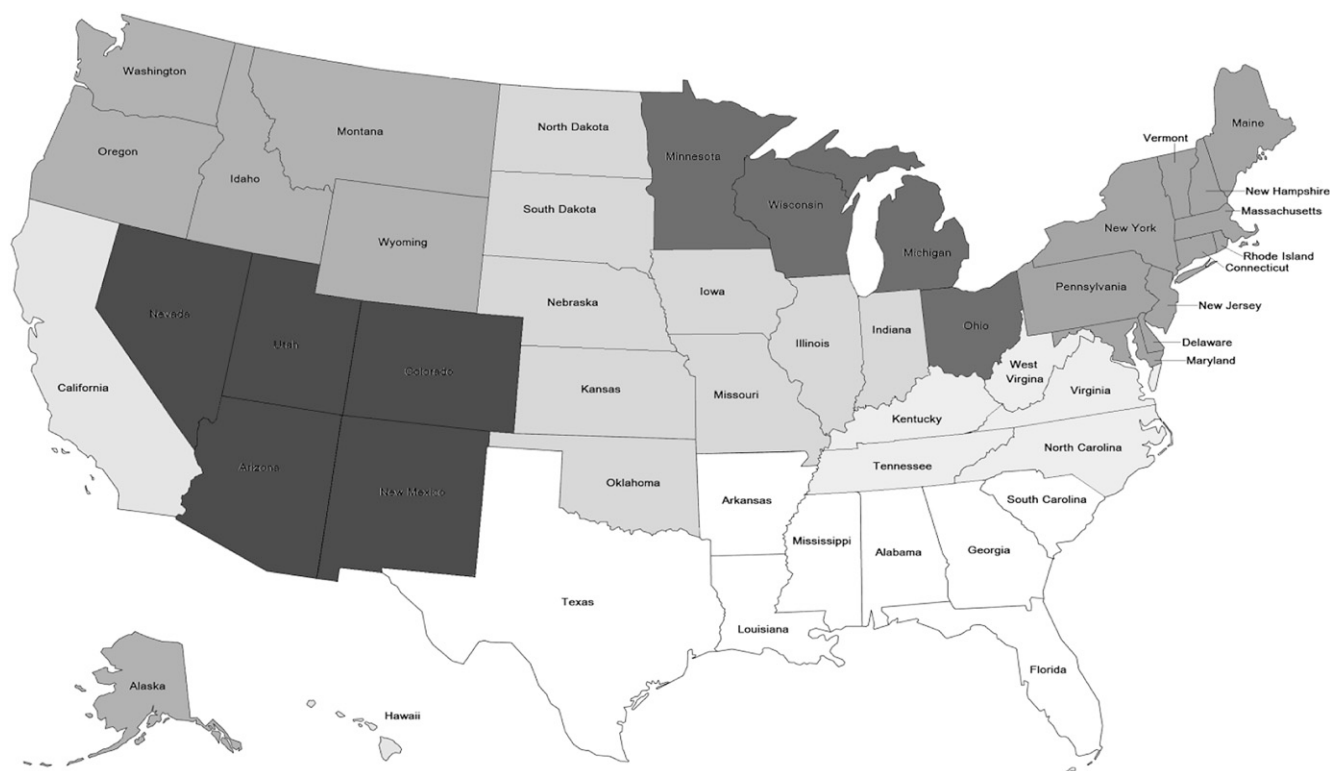 Washington
Oregon
Idaho
Montana
Wyoming
North Dakota
South Dakota
Nebraska
Minnesota
Wisconsin
Michigan
Iowa
Illinois
Indiana
Ohio
Vermont
Maine
New Hampshire
Massachusetts
New York
Rhode Island
Connecticut
Pennsylvania
New Jersey
Delaware
Maryland
California
Nevada
Utah
Colorado
Kansas
Missouri
West
Virgina
Virginia
Kentucky
North Carolina
Tennessee
Arizona
New Mexico
Oklahoma
Arkansas
South Carolina
Mississippi
Alabama
Georgia
Texas
Louisiana
Florida
Alaska
Hawaii